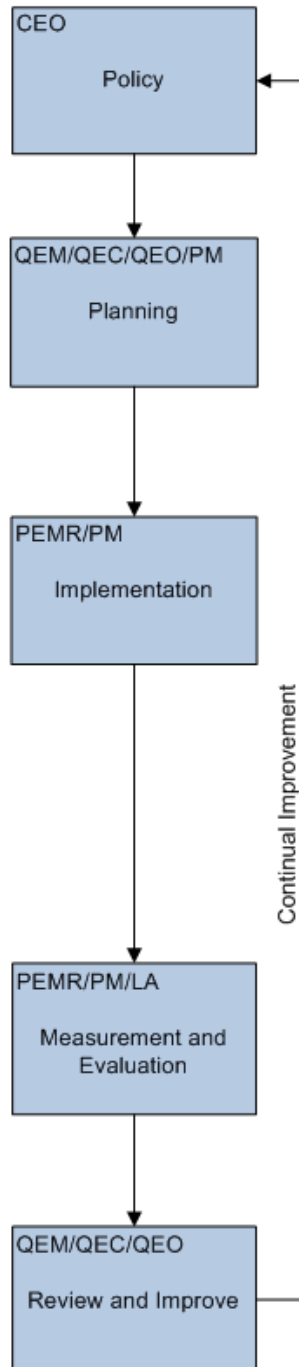 CEO
Policy
QEM/QEC/QEO/PM
Planning
PEMR/PM
Implementation
Continual Improvement
PEMR/PM/LA
Measurement and
Evaluation
QEM/QEC/QEO
Review and Improve